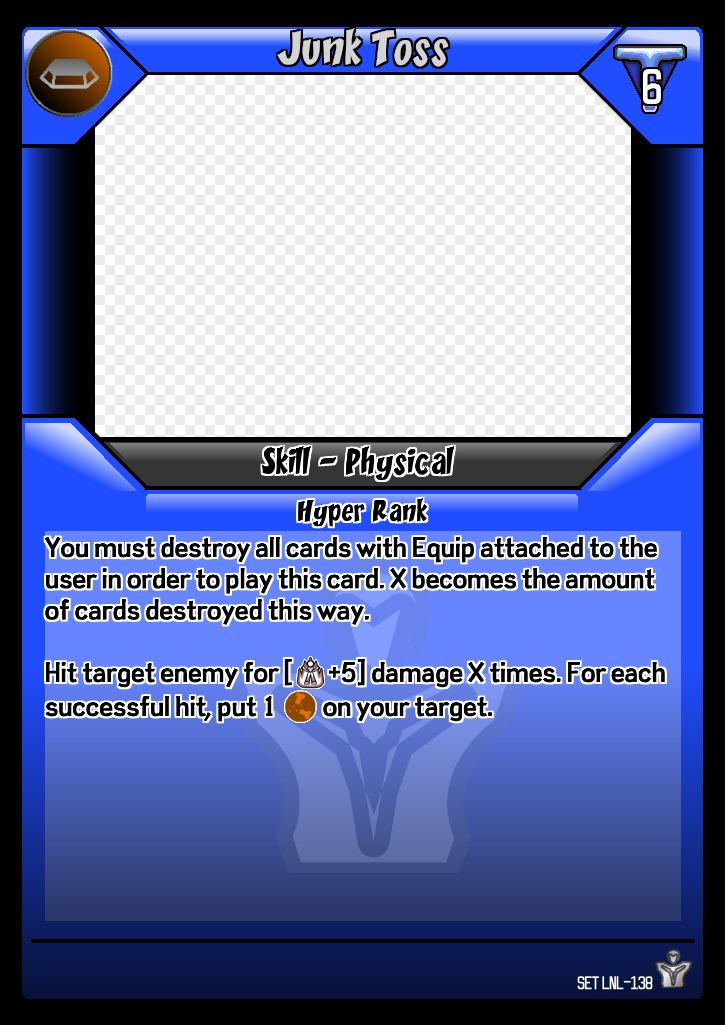 Junk Toss
6
Skill - Physical
Hyper Rank
You must destroy all cards with Equip attached to the
user in order to play this card. X becomes the amount
of cards destroyed this way.
Hit target enemy for [ +5] damage X times. For each
successful hit, put 1 on your target.
SET LNL-138